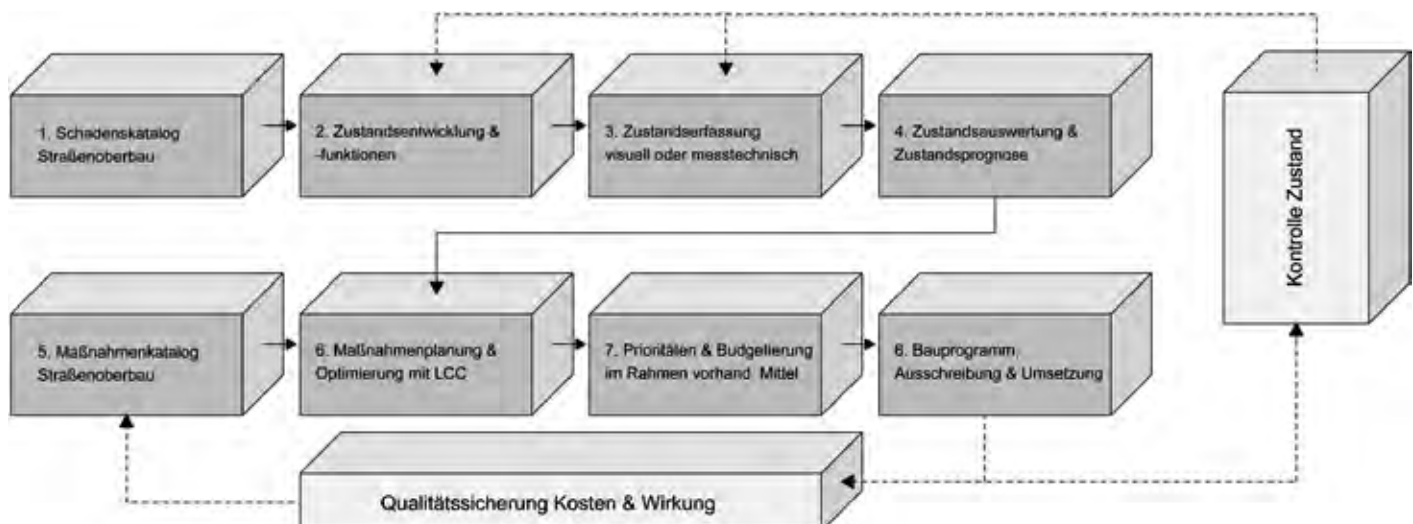 1. Schadenskatalog
Straßenoberbau
2. Zustandsentwicklung &
-funktionen
3. Zustandserfassung
visuell oder messtechnisch
4. Zustandsauswertung &
Zustandsprognose
Kontrolle Zustand
5. Maßnahmenkatalog
Straßenoberbau
6. Maßnahmenplanung &
Optimierung mit LCC
7. Prioritäten & Budgetierung
im Rahmen vorhand. Mittel
8. Bauprogramm,
Ausschreibung & Umsetzung
Qualitätssicherung Kosten & Wirkung